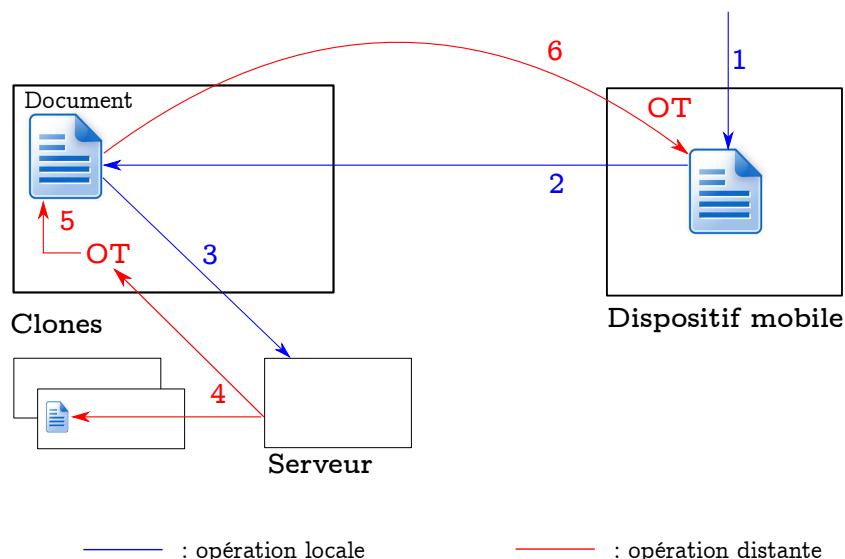 6
1
Document
OT
2
5
OT
3
Clones
Dispositif mobile
4
Serveur
: opération locale
: opération distante